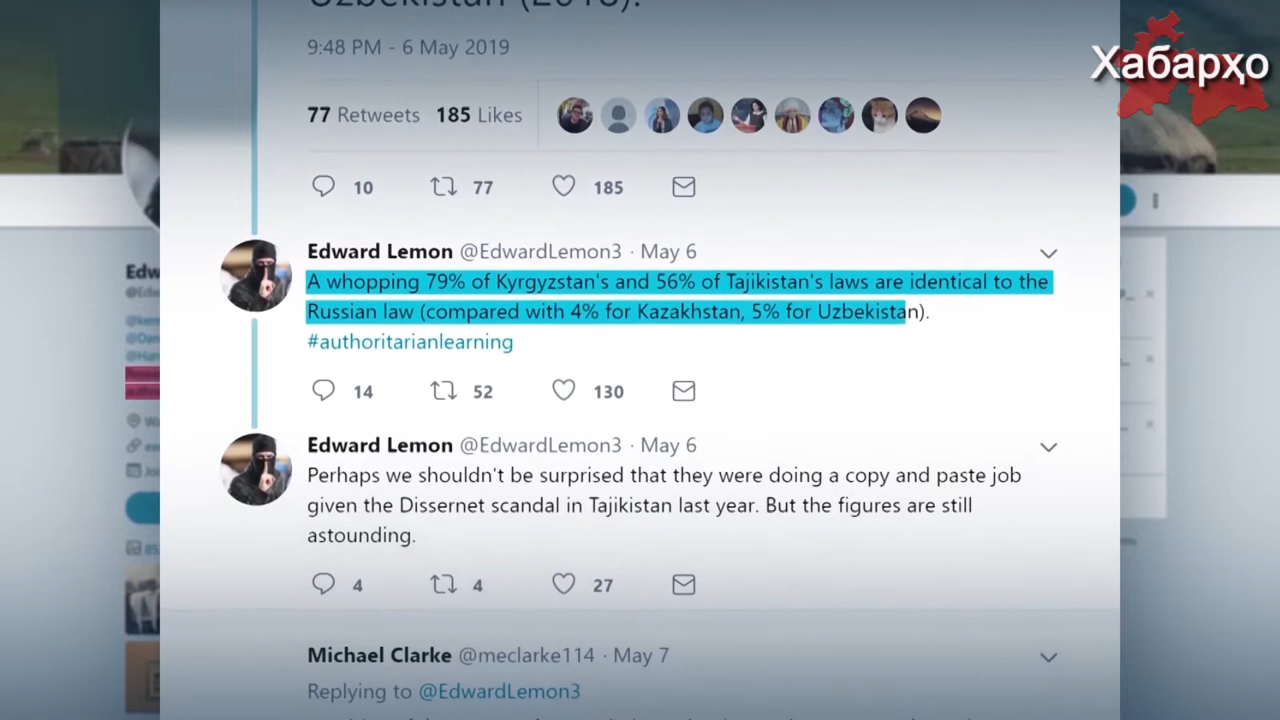 Uzbekistan (2018).
9:48 PM - 6 May 2019
Хабарҳо
77 Retweets 185 Likes
10 77 185
Edward Lemon @EdwardLemon3 · May 6
A whopping 79% of Kyrgyzstan's and 56% of Tajikistan's laws are identical to the
Russian law (compared with 4% for Kazakhstan, 5% for Uzbekistan).
#authoritarianlearning
14 52 130
Edward Lemon @EdwardLemon3 · May 6
Perhaps we shouldn't be surprised that they were doing a copy and paste job
given the Dissernet scandal in Tajikistan last year. But the figures are still
astounding.
4 4 27
Michael Clarke @meclarke114 · May 7
Replying to @EdwardLemon3